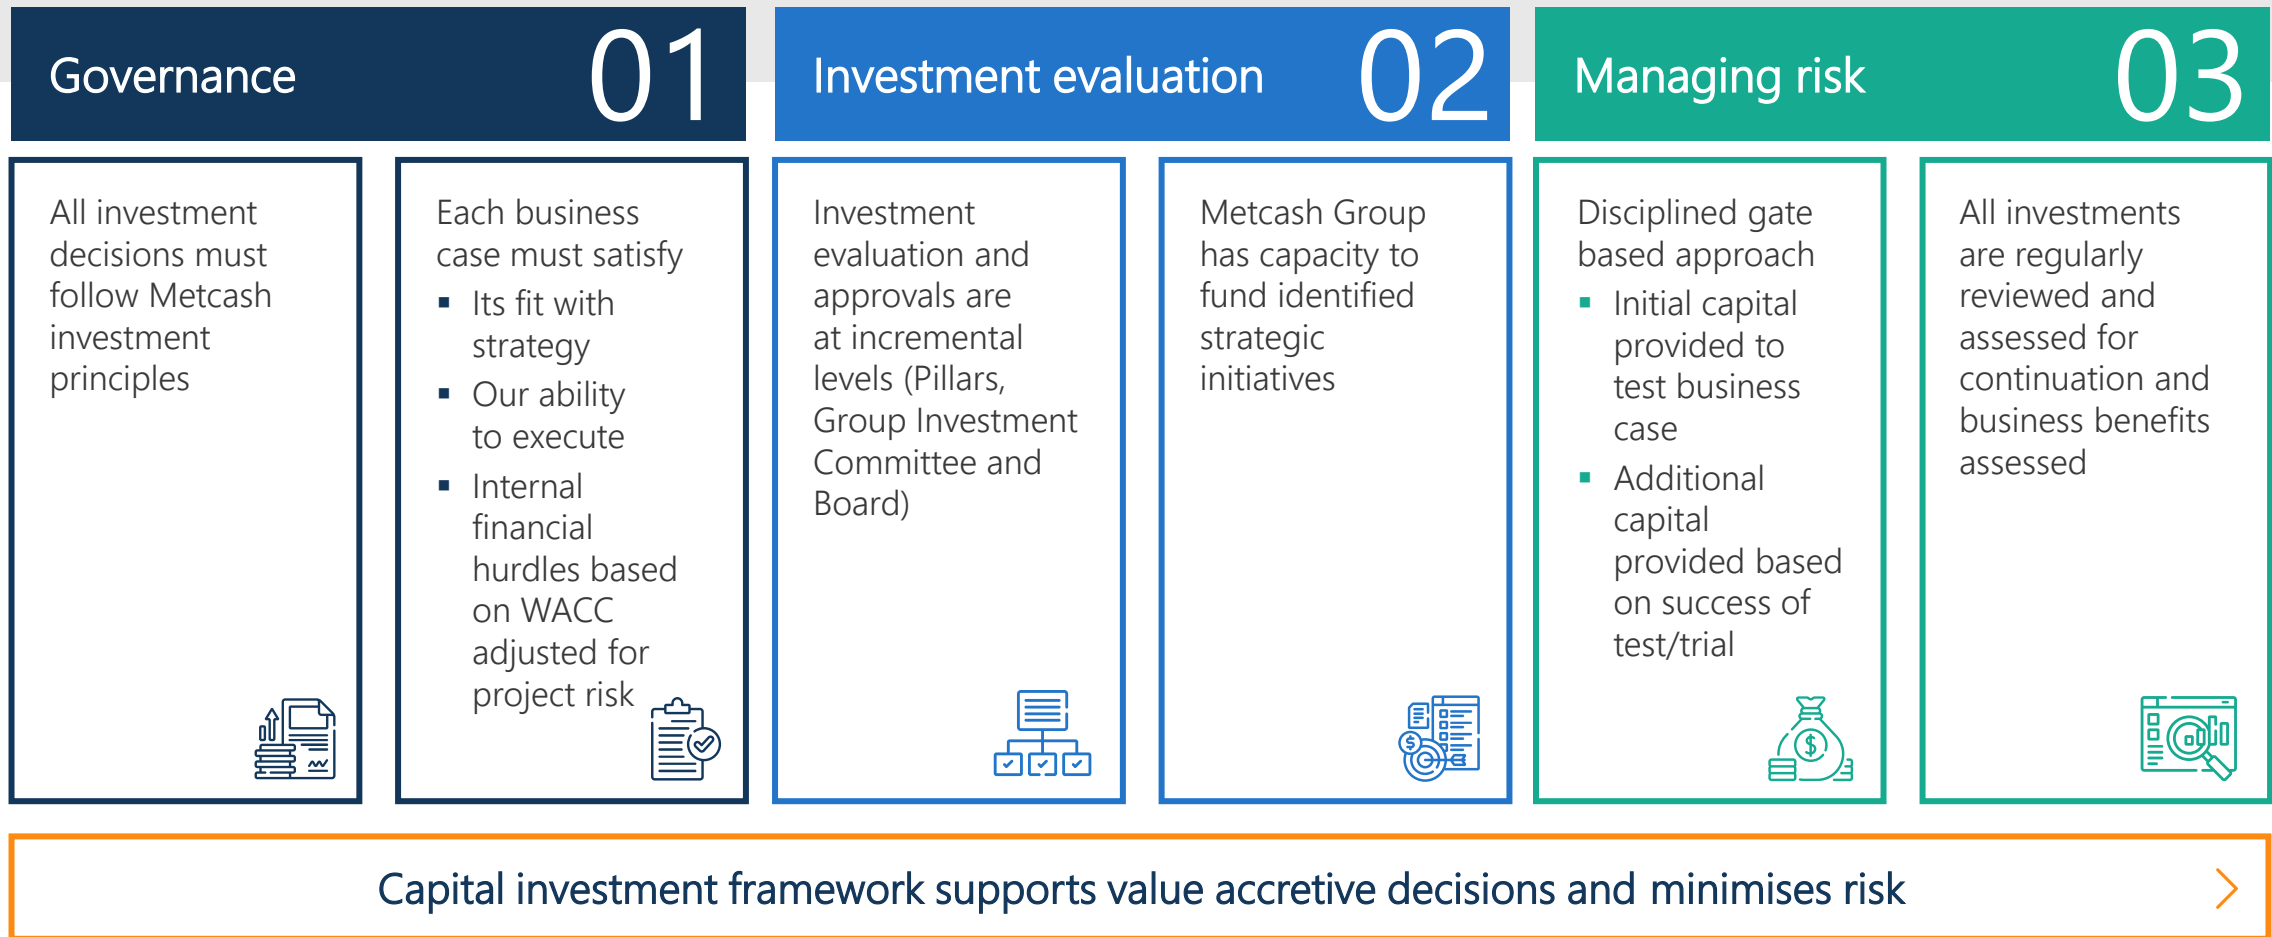 Governance
01
All investment
decisions must
follow Metcash
investment
principles
Each business
case must satisfy
▪ Its fit with
strategy
▪ Our ability
to execute
▪ Internal
financial
hurdles based
on WACC
adjusted for
project risk
Investment evaluation
02
Investment
evaluation and
approvals are
at incremental
levels (Pillars,
Group Investment
Committee and
Board)
Metcash Group
has capacity to
fund identified
strategic
initiatives
Managing risk
03
Disciplined gate
based approach
▪ Initial capital
provided to
test business
case
▪ Additional
capital
provided based
on success of
test/trial
All investments
are regularly
reviewed and
assessed for
continuation and
business benefits
assessed
Capital investment framework supports value accretive decisions and minimises risk